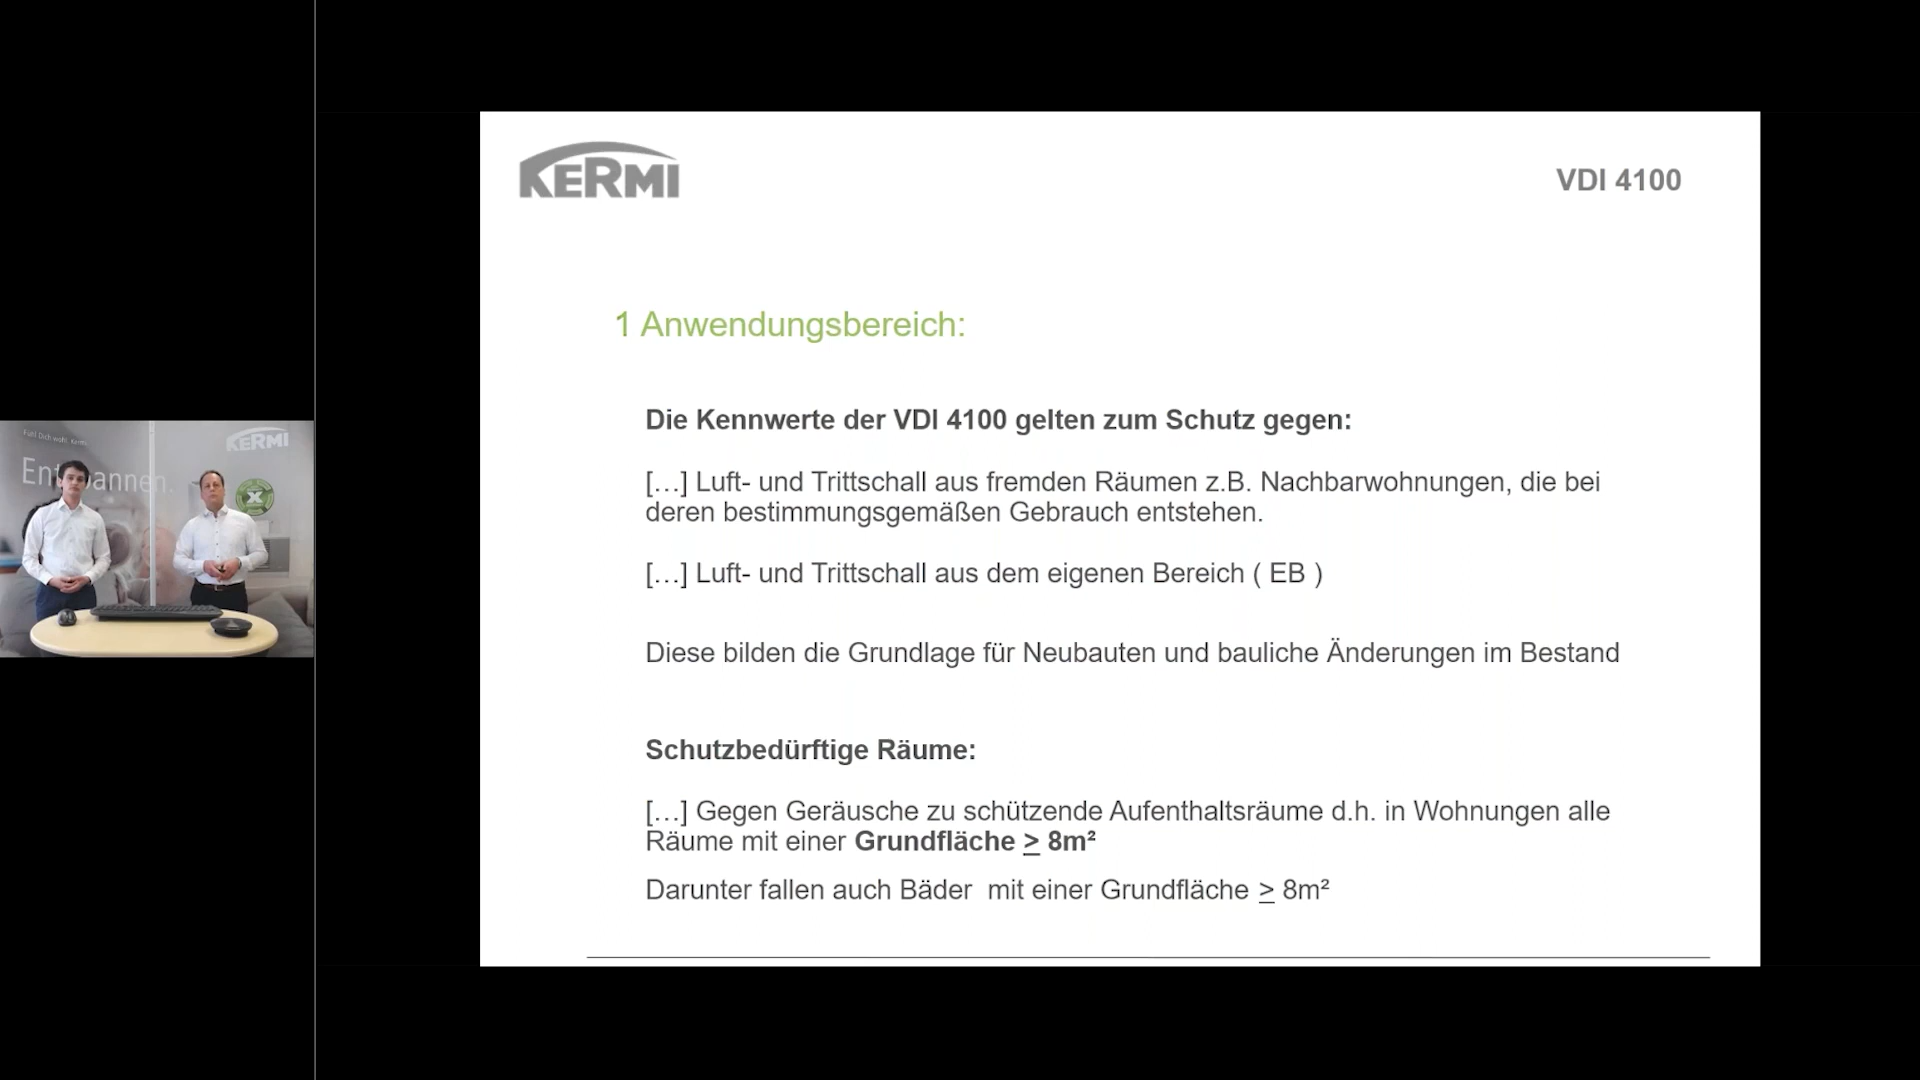 KERMI
VDI 4100
1 Anwendungsbereich:
Die Kennwerte der VDI 4100 gelten zum Schutz gegen:
[…] Luft- und Trittschall aus fremden Räumen z.B. Nachbarwohnungen, die bei
deren bestimmungsgemäßen Gebrauch entstehen.
[…] Luft- und Trittschall aus dem eigenen Bereich ( EB )
Diese bilden die Grundlage für Neubauten und bauliche Änderungen im Bestand
Schutzbedürftige Räume:
[…] Gegen Geräusche zu schützende Aufenthaltsräume d.h. in Wohnungen alle
Räume mit einer Grundfläche ≥ 8m²
Darunter fallen auch Bäder mit einer Grundfläche ≥ 8m²
KERMI